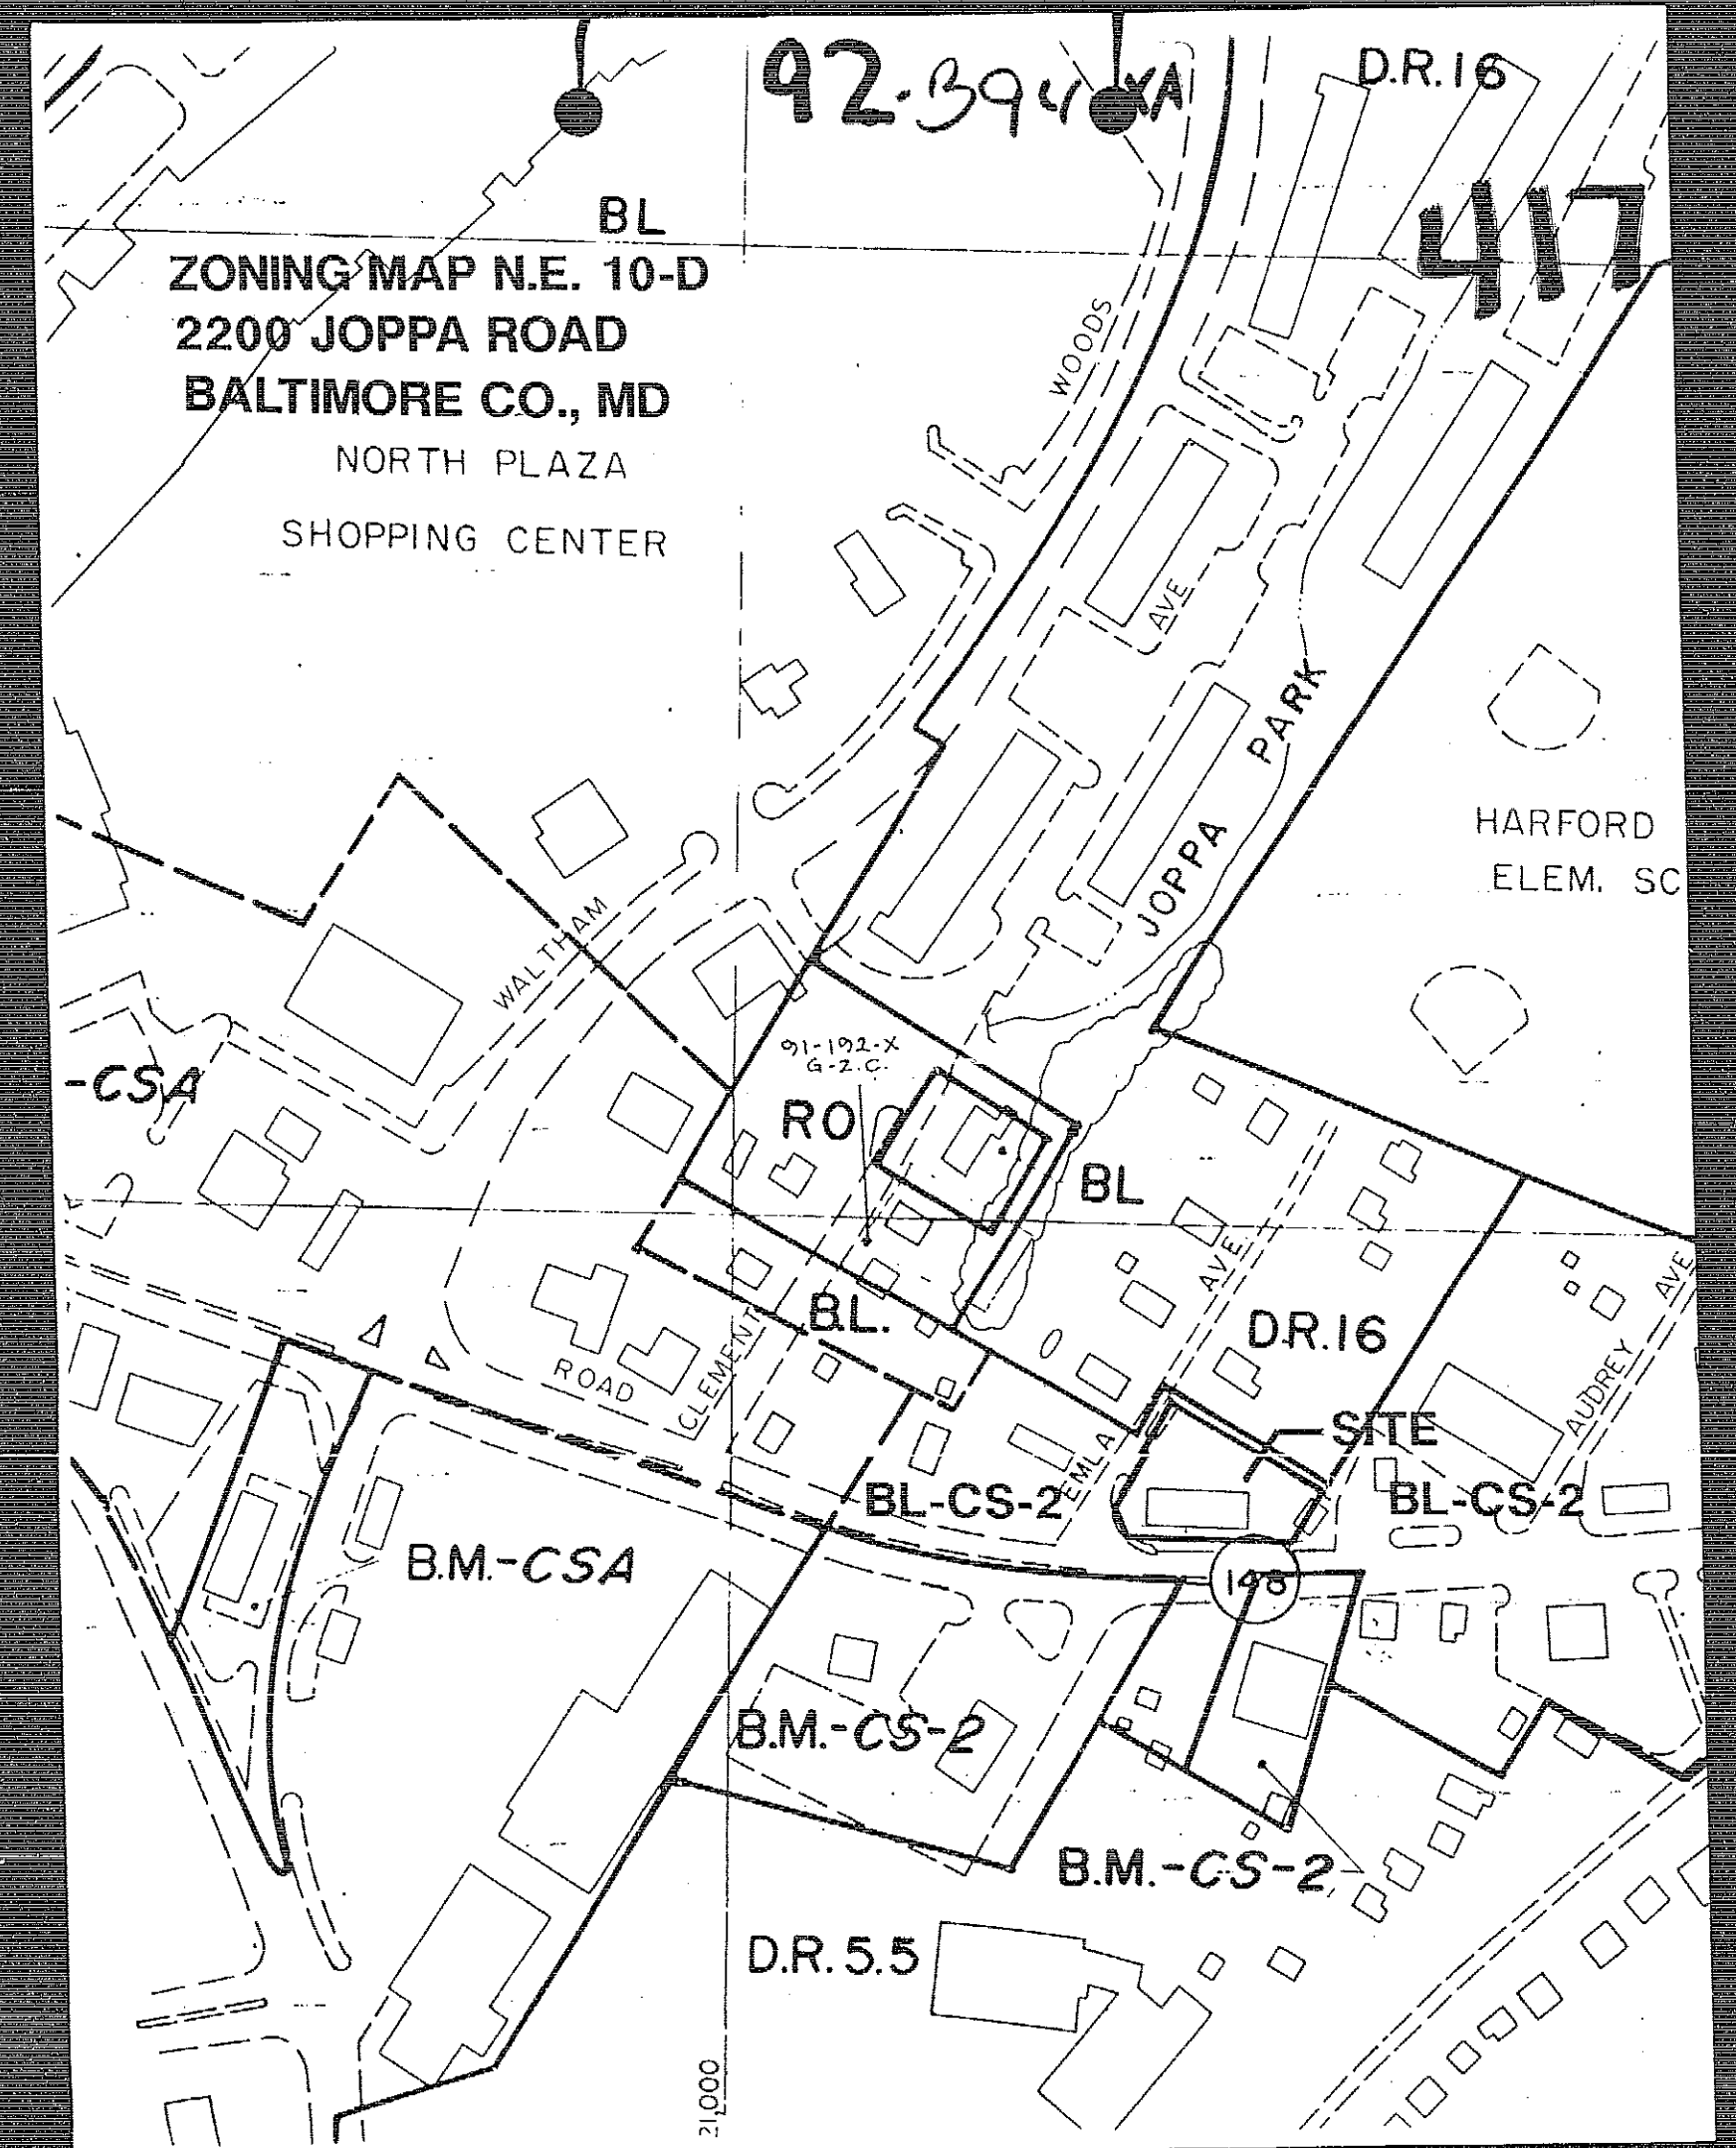 92-394-XA
D.R.16
417
BL
ZONING MAP N.E. 10-D
2200 JOPPA ROAD
BALTIMORE CO., MD
NORTH PLAZA
SHOPPING CENTER
WOODS
AVE
JOPPA PARK
HARFORD
ELEM. SC
WALTHAM
-CSA
91-192-X
G-Z.C.
RO
BL
AVE
AVE
B.L.
D.R.16
ROAD
CLEMENT
AUDREY
SITE
EMLA
BL-CS-2
BL-CS-2
B.M.-CSA
148
B.M.-CS-2
B.M.-CS-2
D.R. 5.5
21,000